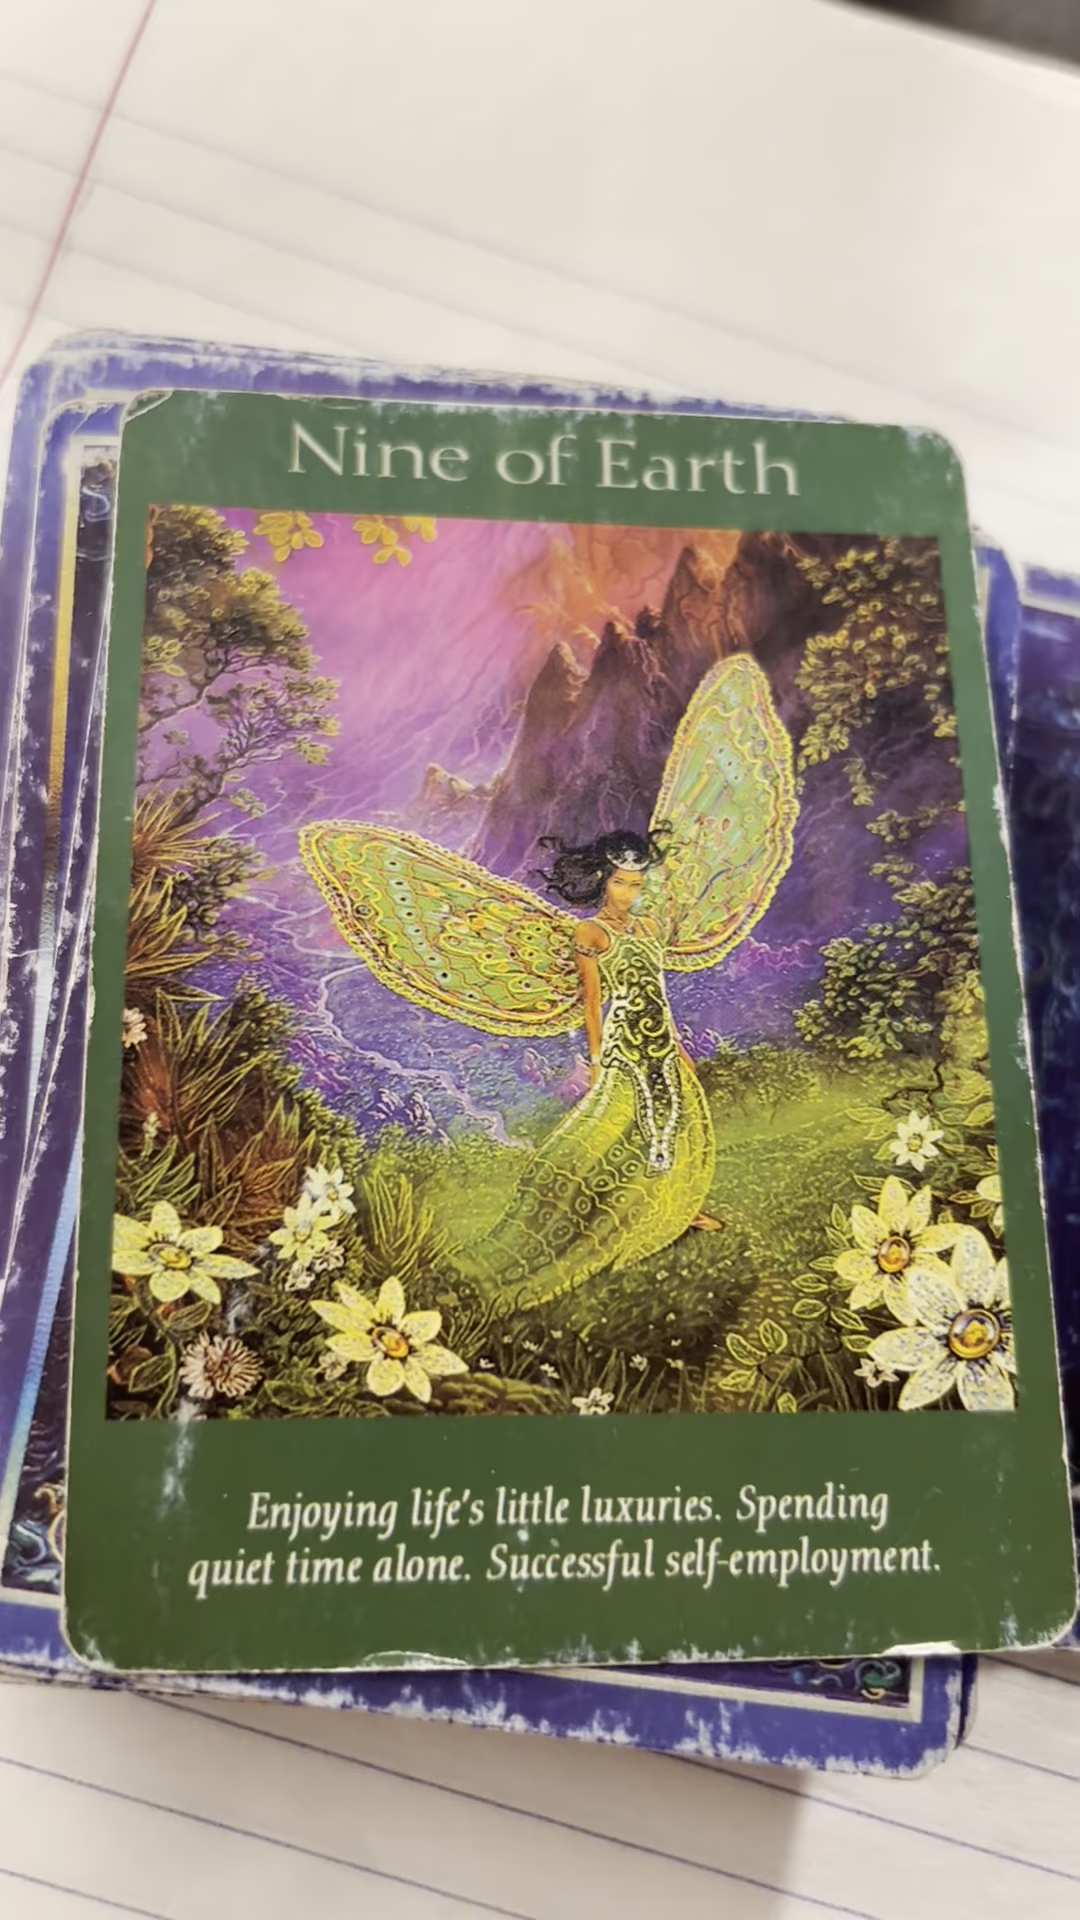 Nine of Earth
Enjoying life's little luxuries. Spending
quiet time alone. Successful self-employment.